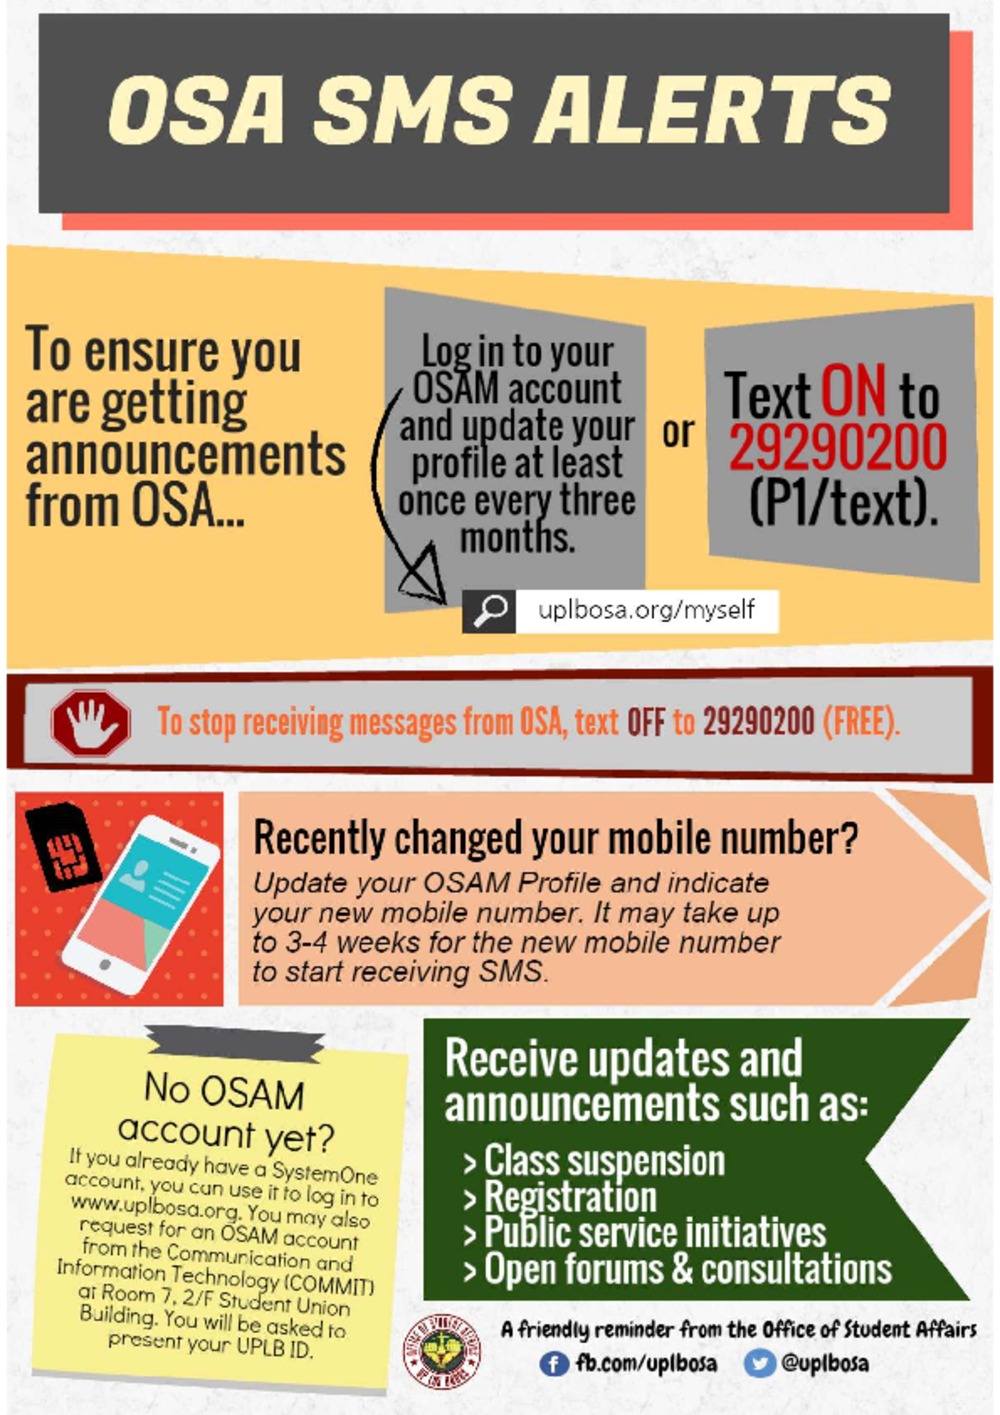 OSA SMS ALERTS
To ensure you
are getting
announcements
from OSA...
Log in to your
OSAM account
and update your
profile at least
once every three
months.
uplbosa.org/myself
or
Text ON to
29290200
(P1/text).
To stop receiving messages from OSA, text OFF to 29290200 (FREE).
Recently changed your mobile number?
Update your OSAM Profile and indicate
your new mobile number. It may take up
to 3-4 weeks for the new mobile number
to start receiving SMS.
No OSAM
account yet?
If you already have a SystemOne
account, you can use it to log in to
www.uplbosa.org. You may also
request for an OSAM account
from the Communication and
Information Technology (COMMIT)
at Room 7, 2/F Student Union
Building. You will be asked to
present your UPLB ID.
Receive updates and
announcements such as:
> Class suspension
> Registration
> Public service initiatives
> Open forums & consultations
OFFICE OF STUDENT AFFAIRS
UP LOS BAÑOS
A friendly reminder from the Office of Student Affairs
fb.com/uplbosa @uplbosa